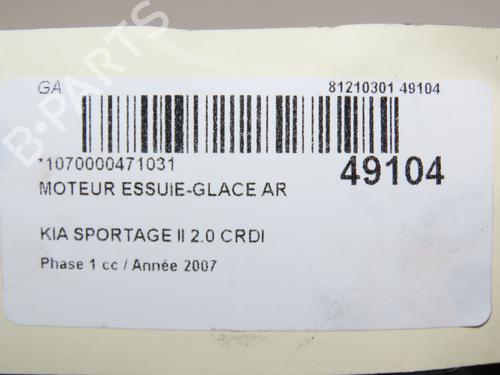 GA 81210301 49104
*1070000471031 49104
MOTEUR ESSUIE-GLACE AR
KIA SPORTAGE II 2.0 CRDI
Phase 1 cc / Année 2007
B-PARTS